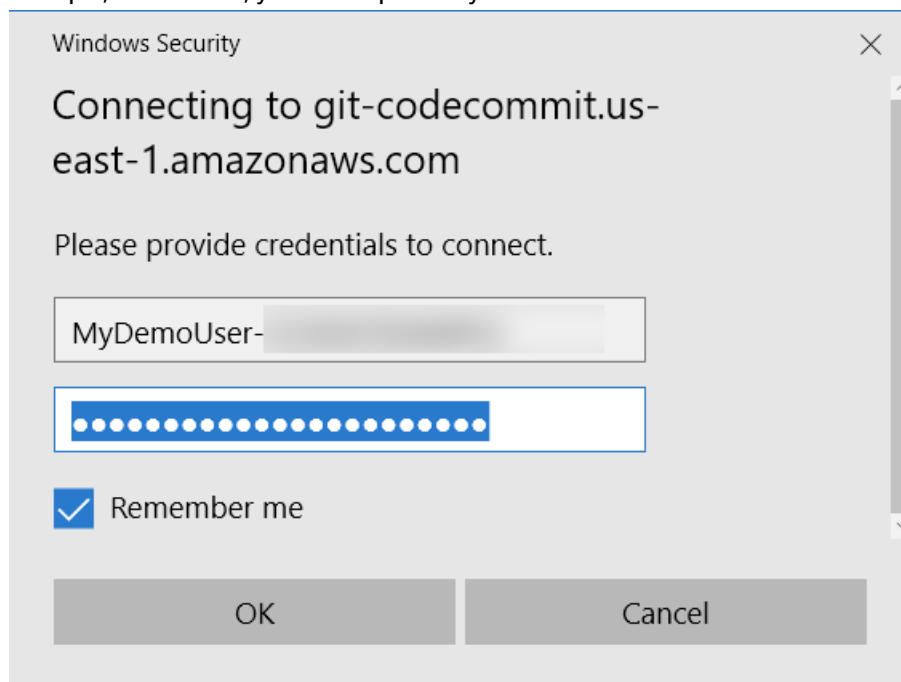 Windows Security
Connecting to git-codecommit.us-
east-1.amazonaws.com
Please provide credentials to connect.
MyDemoUser-
Remember me
OK
Cancel